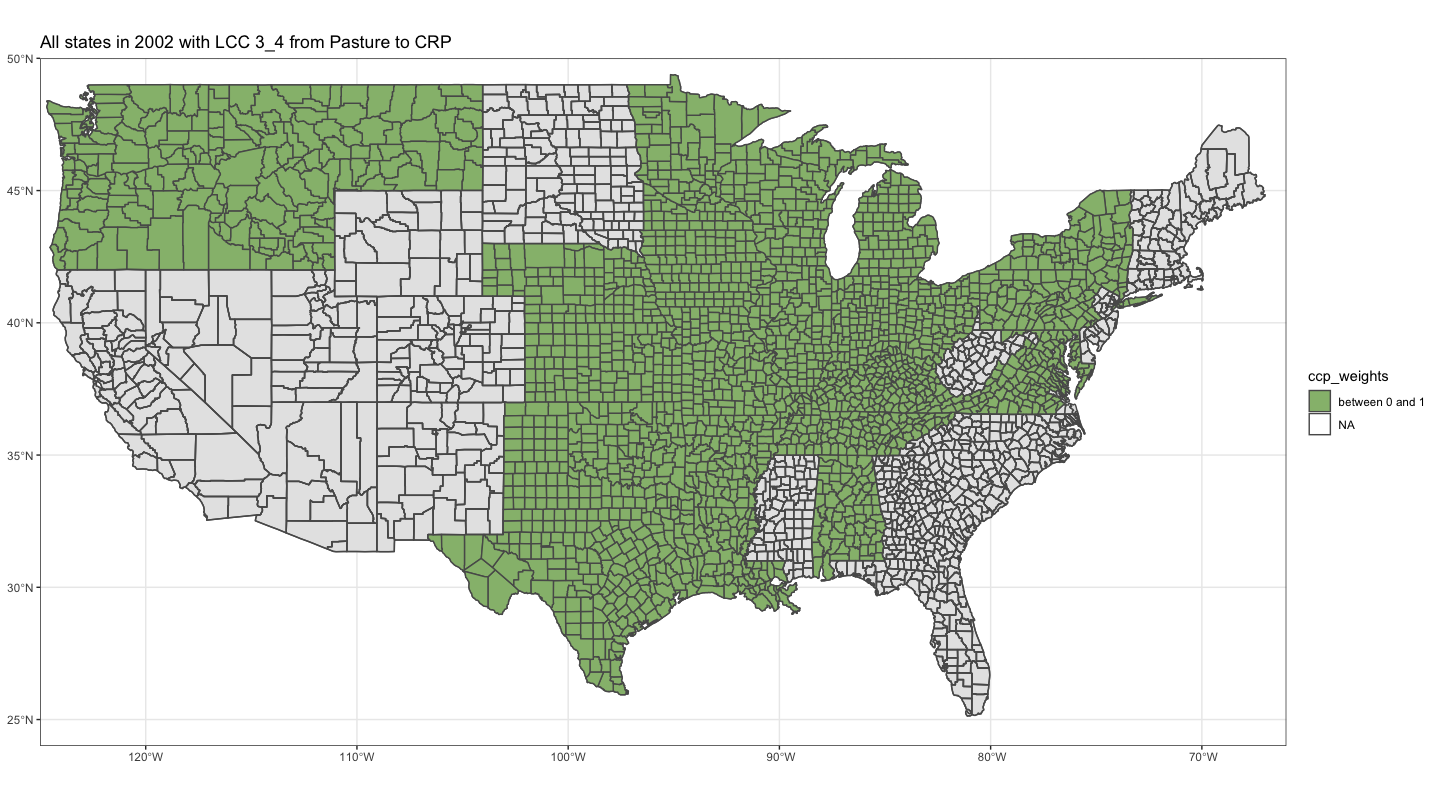 All states in 2002 with LCC 3_4 from Pasture to CRP
50°N
45°N
40°N
35°N
30°N
25°N
120°W
110°W
100°W
90°W
80°W
70°W
ccp_weights
between 0 and 1
NA